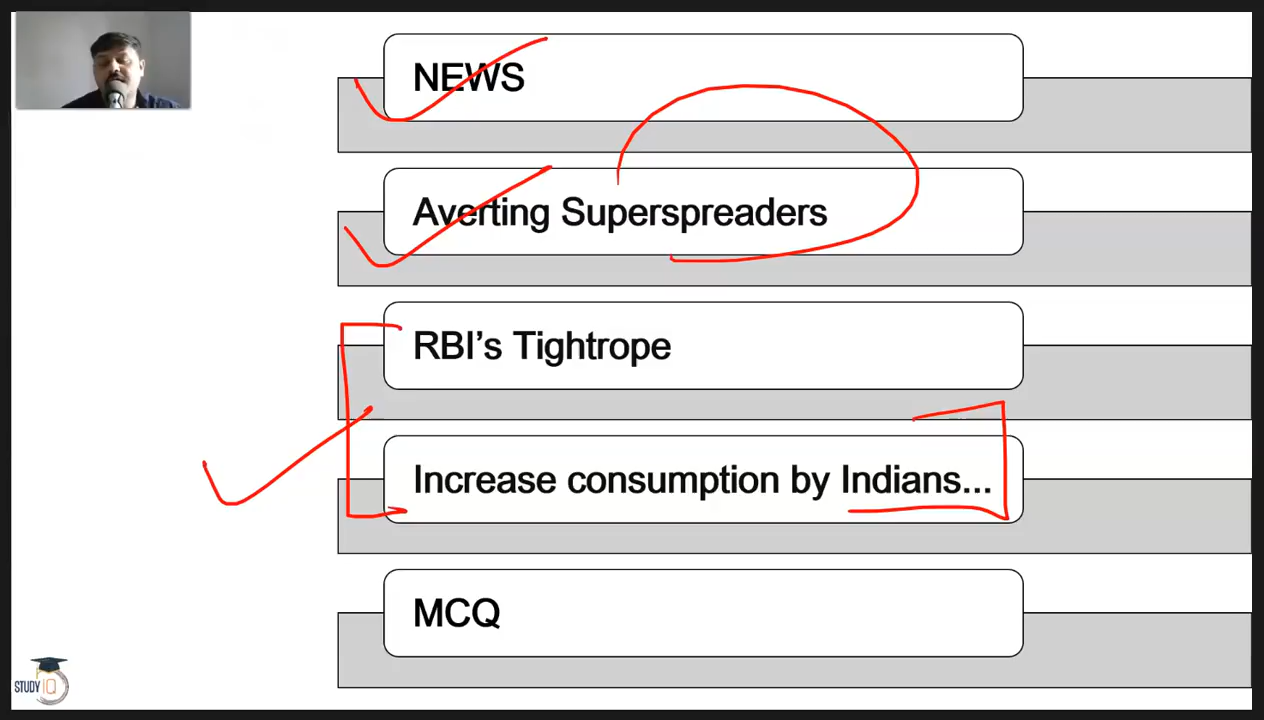 NEWS
Averting Superspreaders
RBI’s Tightrope
Increase consumption by Indians...
MCQ
STUDY IQ